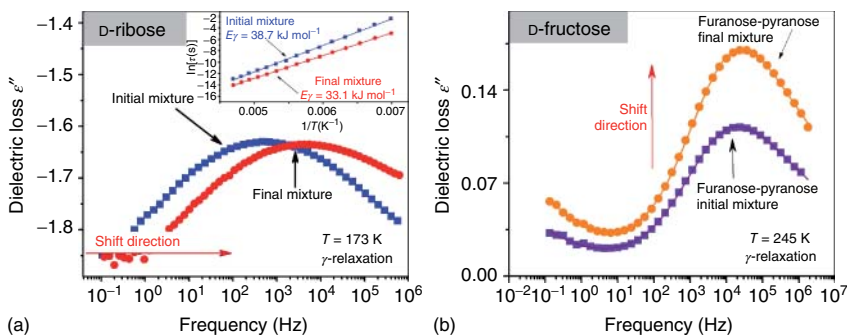 D-ribose
Dielectric loss ε″
−1.4
−1.5
−1.6
−1.7
−1.8
Initial mixture
Final mixture
Shift direction
T = 173 K
γ-relaxation
10⁻¹ 10⁰ 10¹ 10² 10³ 10⁴ 10⁵ 10⁶
Frequency (Hz)
(a)
ln[τ(s)]
−2
−4
−6
−8
−10
−12
−14
−16
Initial mixture
Eγ = 38.7 kJ mol⁻¹
Final mixture
Eγ = 33.1 kJ mol⁻¹
0.005 0.006 0.007
1/T(K⁻¹)
D-fructose
Dielectric loss ε″
0.14
0.07
0.00
Furanose-pyranose
final mixture
Shift
direction
Furanose-pyranose
initial mixture
T = 245 K
γ-relaxation
10⁻² 10⁻¹ 10⁰ 10¹ 10² 10³ 10⁴ 10⁵ 10⁶ 10⁷
Frequency (Hz)
(b)